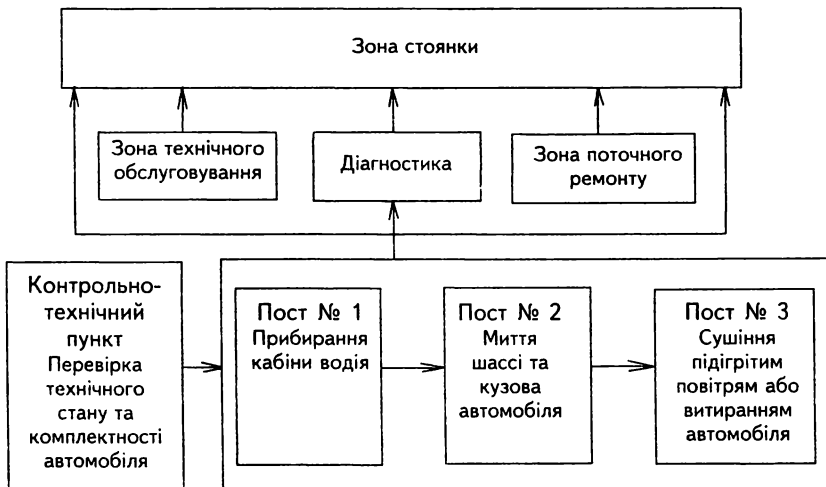 Зона стоянки
Зона технічного
обслуговування
Діагностика
Зона поточного
ремонту
Контрольно-
технічний
пункт
Перевірка
технічного
стану та
комплектності
автомобіля
Пост № 1
Прибирання
кабіни водія
Пост № 2
Миття
шассі та
кузова
автомобіля
Пост № 3
Сушіння
підігрітим
повітрям або
витиранням
автомобіля